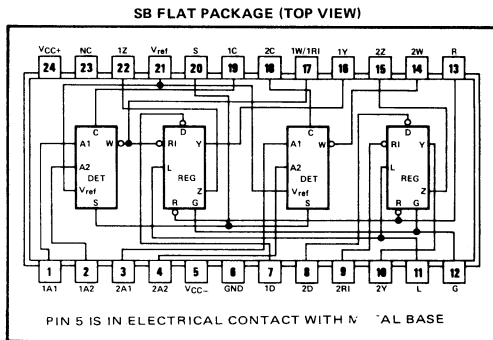 SB FLAT PACKAGE (TOP VIEW)
VCC+ NC 1Z Vref S 1C 2C 1W/1RI 1Y 2Z 2W R
24 23 22 21 20 19 18 17 16 15 14 13
C D C D
A1 W RI Y A1 W RI Y
A2 L A2 L
DET REG DET REG
Vref Z Vref Z
S R G S R G
1 2 3 4 5 6 7 8 9 10 11 12
1A1 1A2 2A1 2A2 VCC− GND 1D 2D 2RI 2Y L G
PIN 5 IS IN ELECTRICAL CONTACT WITH BASE